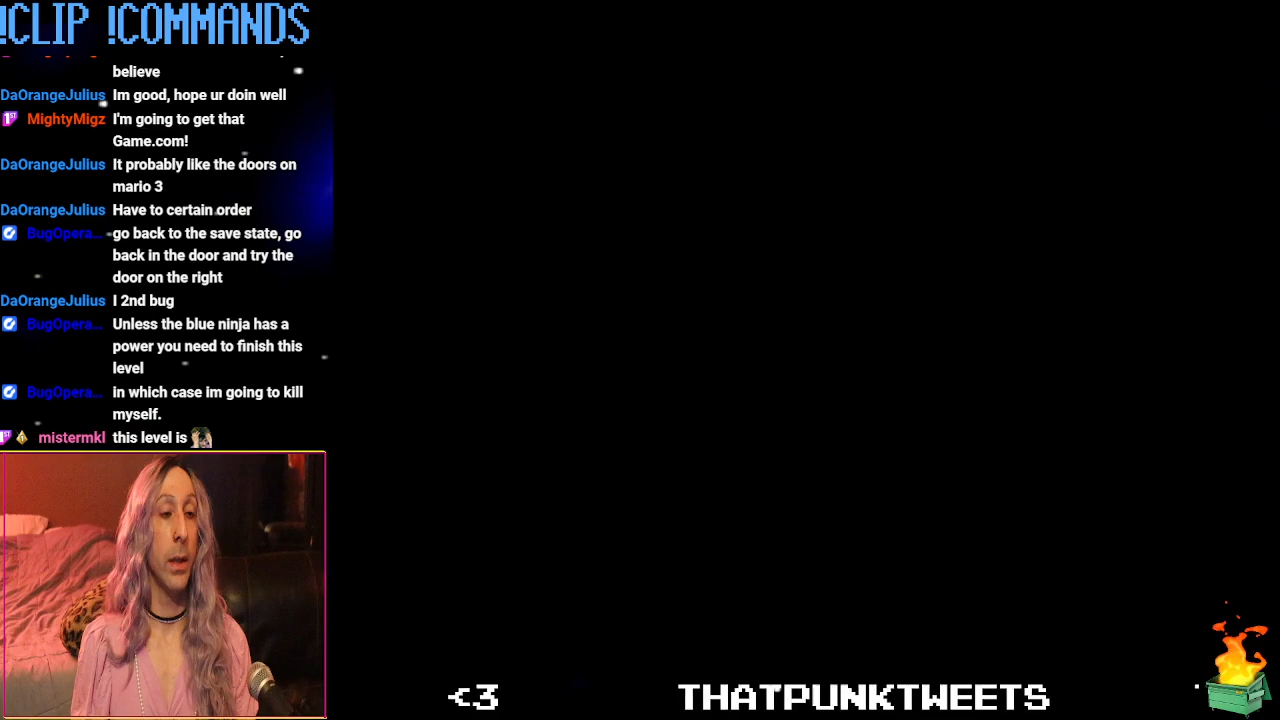 !CLIP !COMMANDS
believe
DaOrangeJulius Im good, hope ur doin well
MightyMigz I'm going to get that
Game.com!
DaOrangeJulius It probably like the doors on
mario 3
DaOrangeJulius Have to certain order
BugOpera... go back to the save state, go
back in the door and try the
door on the right
DaOrangeJulius I 2nd bug
BugOpera... Unless the blue ninja has a
power you need to finish this
level
BugOpera... in which case im going to kill
myself.
mistermkl this level is
<3 THATPUNKTWEETS